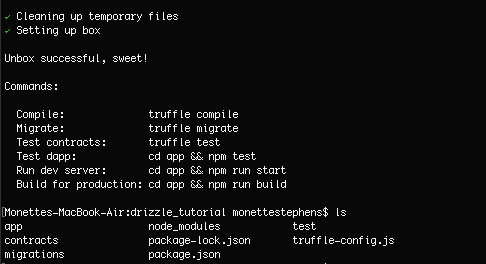 ✓ Cleaning up temporary files
✓ Setting up box
Unbox successful, sweet!
Commands:
Compile: truffle compile
Migrate: truffle migrate
Test contracts: truffle test
Test dapp: cd app && npm test
Run dev server: cd app && npm run start
Build for production: cd app && npm run build
[Monettes-MacBook-Air:drizzle_tutorial monettestephens$ ls
app node_modules test
contracts package-lock.json truffle-config.js
migrations package.json